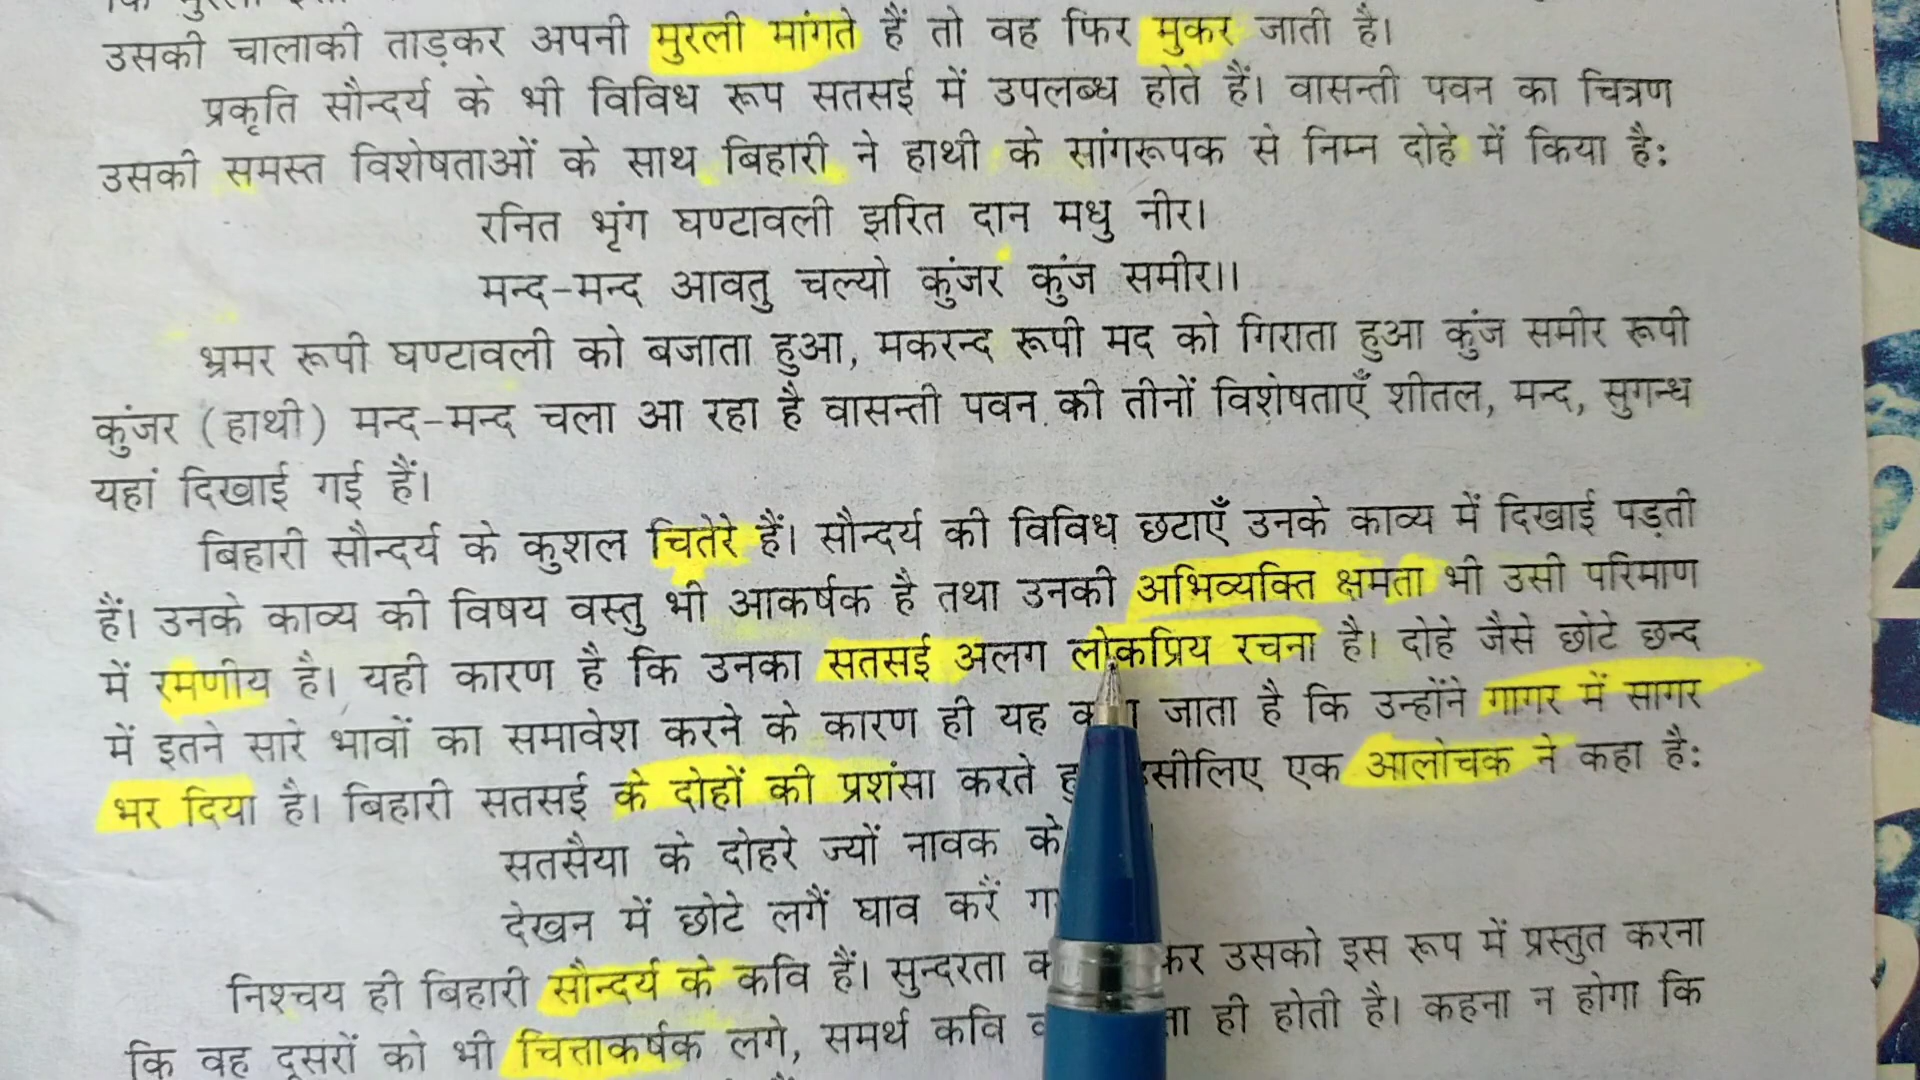 उसकी चालाकी ताड़कर अपनी मुरली मांगते हैं तो वह फिर मुकर जाती है।
प्रकृति सौन्दर्य के भी विविध रूप सतसई में उपलब्ध होते हैं। वासन्ती पवन का चित्रण
उसकी समस्त विशेषताओं के साथ बिहारी ने हाथी के सांगरूपक से निम्न दोहे में किया है:
रनित भृंग घण्टावली झरित दान मधु नीर।
मन्द-मन्द आवतु चल्यो कुंजर कुंज समीर।।
भ्रमर रूपी घण्टावली को बजाता हुआ, मकरन्द रूपी मद को गिराता हुआ कुंज समीर रूपी
कुंजर (हाथी) मन्द-मन्द चला आ रहा है वासन्ती पवन की तीनों विशेषताएँ शीतल, मन्द, सुगन्ध
यहां दिखाई गई हैं।
बिहारी सौन्दर्य के कुशल चितेरे हैं। सौन्दर्य की विविध छटाएँ उनके काव्य में दिखाई पड़ती
हैं। उनके काव्य की विषय वस्तु भी आकर्षक है तथा उनकी अभिव्यक्ति क्षमता भी उसी परिमाण
में रमणीय है। यही कारण है कि उनका सतसई अलग लोकप्रिय रचना है। दोहे जैसे छोटे छन्द
में इतने सारे भावों का समावेश करने के कारण ही यह जाता है कि उन्होंने गागर में सागर
भर दिया है। बिहारी सतसई के दोहों की प्रशंसा करते एक आलोचक ने कहा है:
सतसैया के दोहरे ज्यों नावक के
देखन में छोटे लगैं घाव करैं
निश्चय ही बिहारी सौन्दर्य के कवि हैं। सुन्दरता उसको इस रूप में प्रस्तुत करना
कि वह दूसरों को भी चित्ताकर्षक लगे, समर्थ कवि ही होती है। कहना न होगा कि